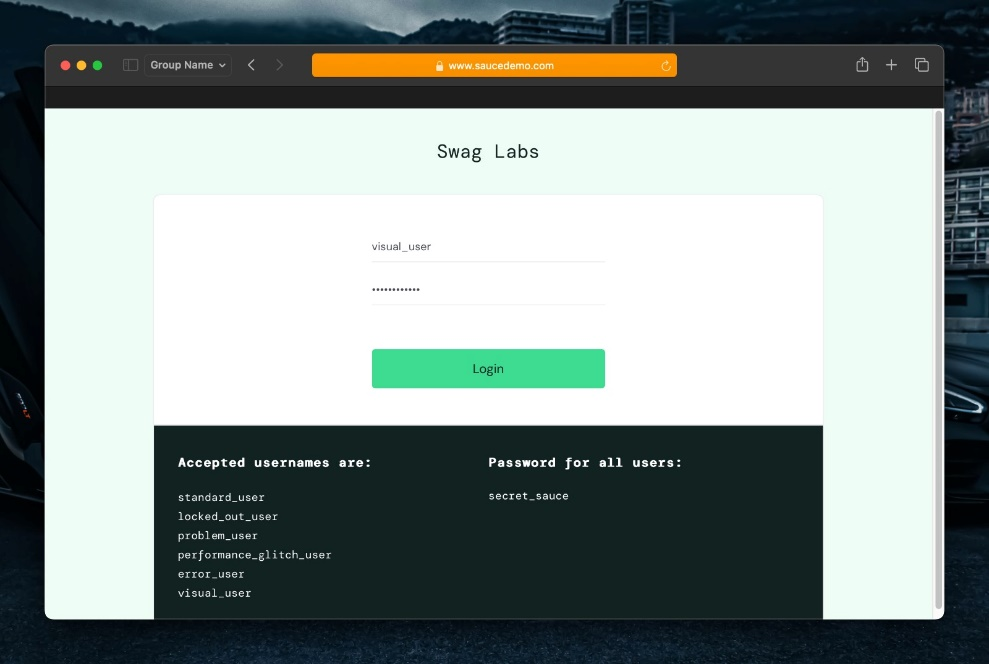 Group Name
www.saucedemo.com
Swag Labs
visual_user
••••••••••••
Login
Accepted usernames are:
standard_user
locked_out_user
problem_user
performance_glitch_user
error_user
visual_user
Password for all users:
secret_sauce